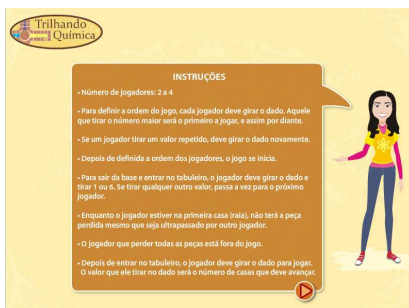 Trilhando
Química
INSTRUÇÕES
• Número de jogadores: 2 a 4
• Para definir a ordem do jogo, cada jogador deve girar o dado. Aquele
que tirar o número maior será o primeiro a jogar, e assim por diante.
• Se um jogador tirar um valor repetido, deve girar o dado novamente.
• Depois de definida a ordem dos jogadores, o jogo se inicia.
• Para sair da base e entrar no tabuleiro, o jogador deve girar o dado e
tirar 1 ou 6. Se tirar qualquer outro valor, passa a vez para o próximo
jogador.
• Enquanto o jogador estiver na primeira casa (raia), não terá a peça
perdida mesmo que seja ultrapassado por outro jogador.
• O jogador que perder todas as peças está fora do jogo.
• Depois de entrar no tabuleiro, o jogador deve girar o dado para jogar.
O valor que ele tirar no dado será o número de casas que deve avançar.